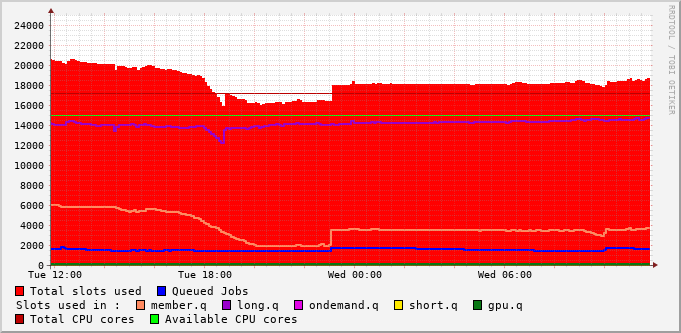 RRDTOOL / TOBI OETIKER
24000
22000
20000
18000
16000
14000
12000
10000
8000
6000
4000
2000
0
Tue 12:00 Tue 18:00 Wed 00:00 Wed 06:00
Total slots used Queued Jobs
Slots used in : member.q long.q ondemand.q short.q gpu.q
Total CPU cores Available CPU cores